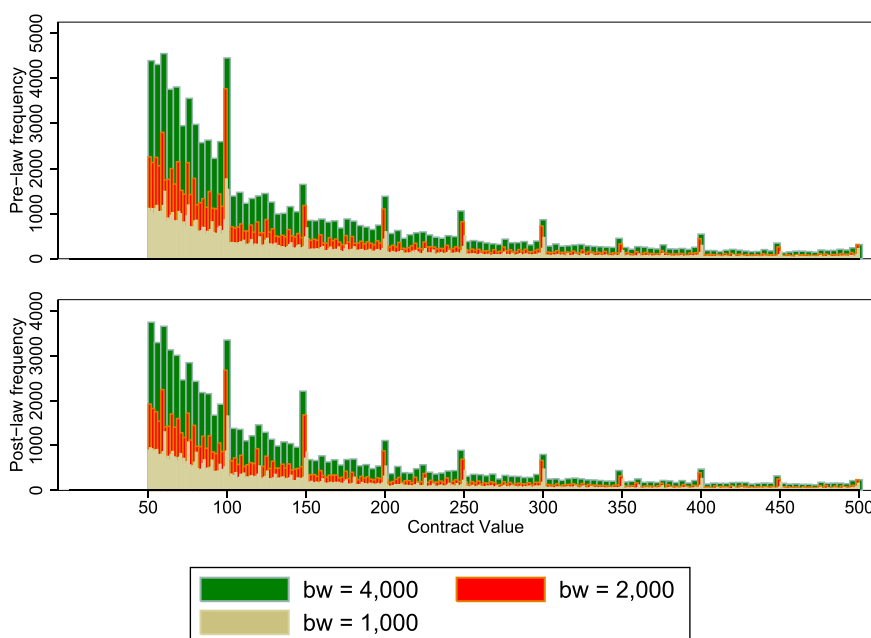 Pre-law frequency
5000
4000
3000
2000
1000
0
Post-law frequency
4000
3000
2000
1000
0
50 100 150 200 250 300 350 400 450 500
Contract Value
bw = 4,000 bw = 2,000
bw = 1,000